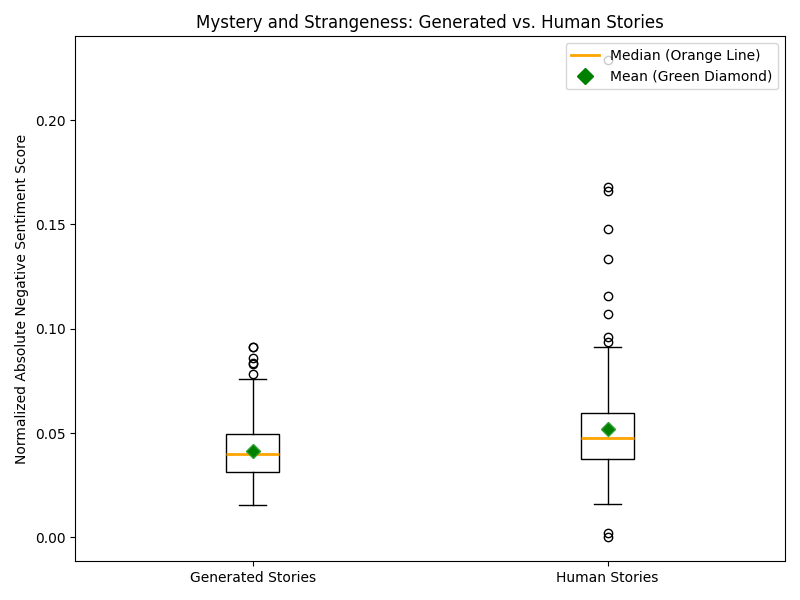 Mystery and Strangeness: Generated vs. Human Stories
Median (Orange Line)
Mean (Green Diamond)
Normalized Absolute Negative Sentiment Score
0.20
0.15
0.10
0.05
0.00
Generated Stories
Human Stories